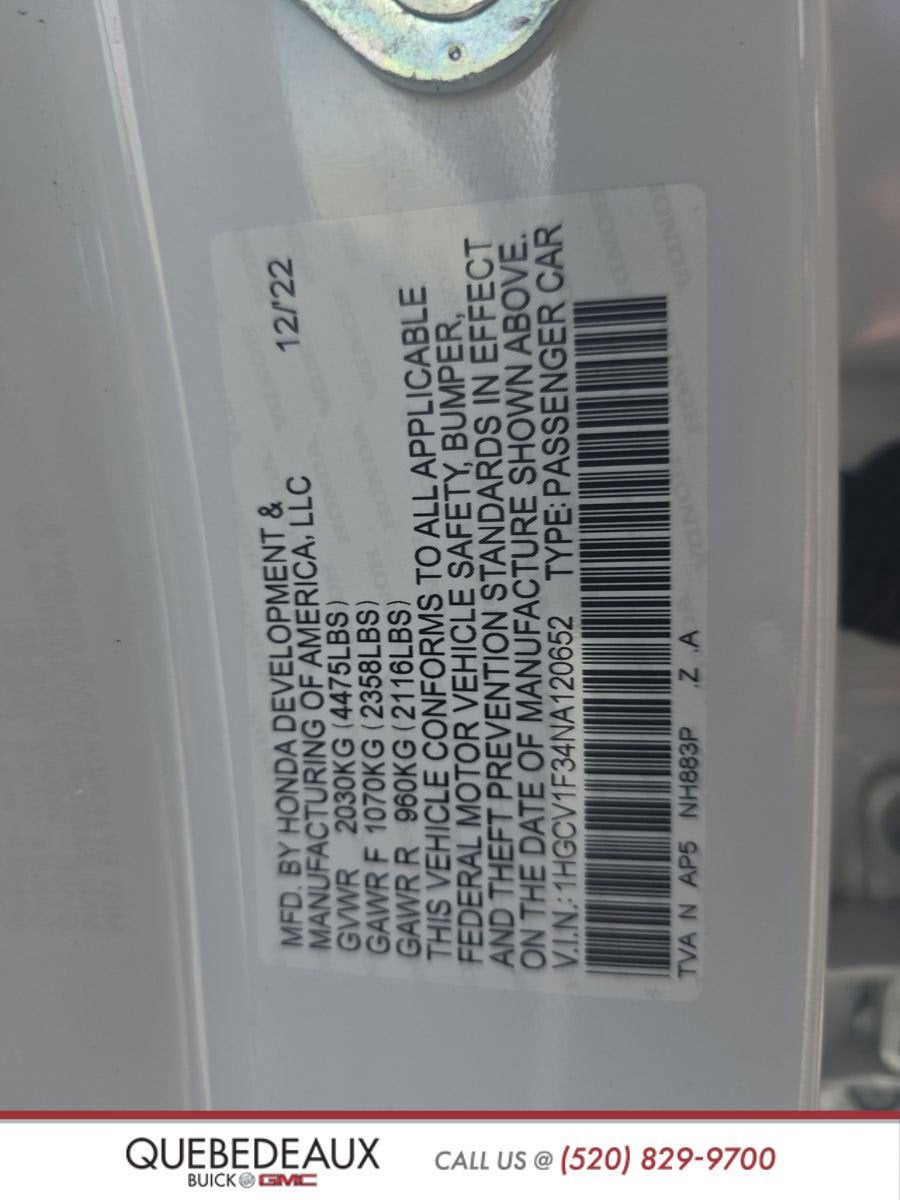 12/'22
MFD. BY HONDA DEVELOPMENT &
MANUFACTURING OF AMERICA, LLC
GVWR 2030KG (4475LBS)
GAWR F 1070KG (2358LBS)
GAWR R 960KG (2116LBS)
THIS VEHICLE CONFORMS TO ALL APPLICABLE
FEDERAL MOTOR VEHICLE SAFETY, BUMPER,
AND THEFT PREVENTION STANDARDS IN EFFECT
ON THE DATE OF MANUFACTURE SHOWN ABOVE.
V.I.N.: 1HGCV1F34NA120652 TYPE: PASSENGER CAR
TVA N AP5 NH883P .Z .A
QUEBEDEAUX
BUICK GMC
CALL US @ (520) 829-9700